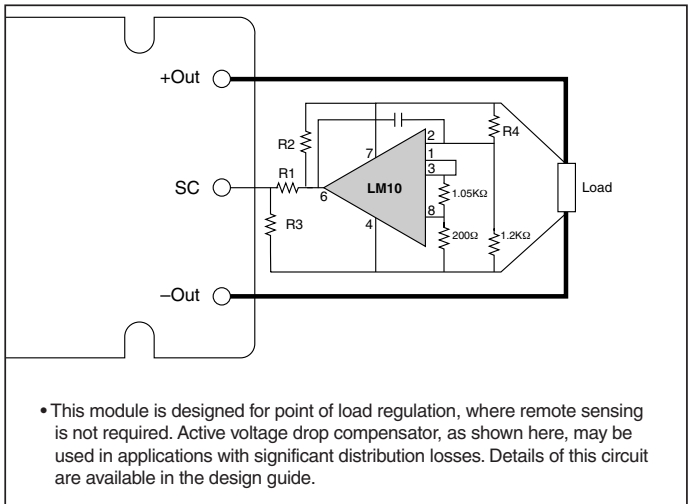 +Out
R2
7
2
R4
1
R1
3
SC
LM10
Load
6
1.05KΩ
R3
4
8
200Ω
1.2KΩ
–Out
• This module is designed for point of load regulation, where remote sensing
is not required. Active voltage drop compensator, as shown here, may be
used in applications with significant distribution losses. Details of this circuit
are available in the design guide.